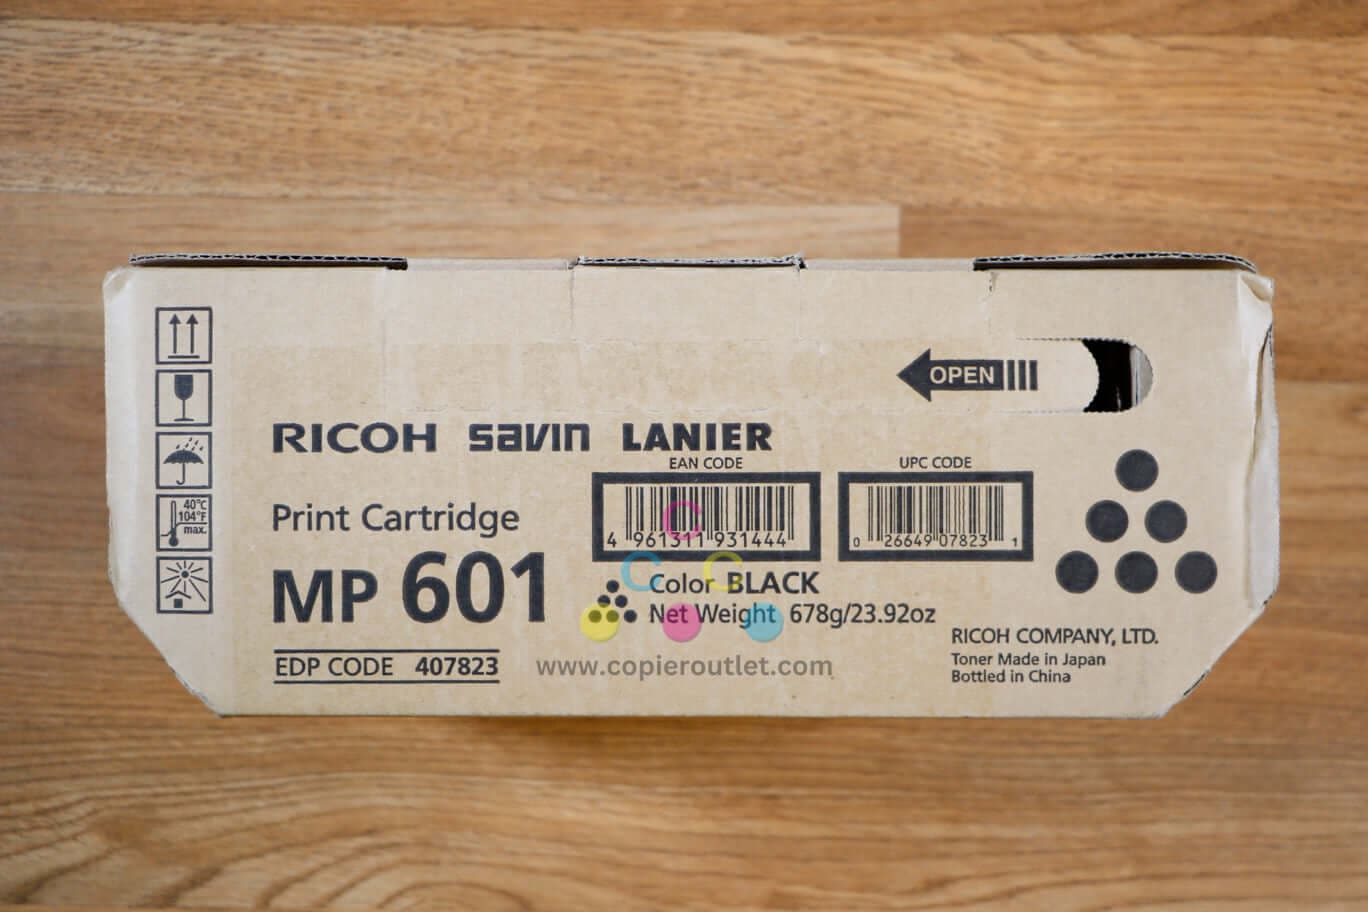 OPEN
RICOH savin LANIER
EAN CODE
UPC CODE
4 961311 931444
0 26649 07823 1
40°C
104°F
max.
Print Cartridge
MP 601
Color BLACK
Net Weight 678g/23.92oz
EDP CODE 407823
www.copieroutlet.com
RICOH COMPANY, LTD.
Toner Made in Japan
Bottled in China